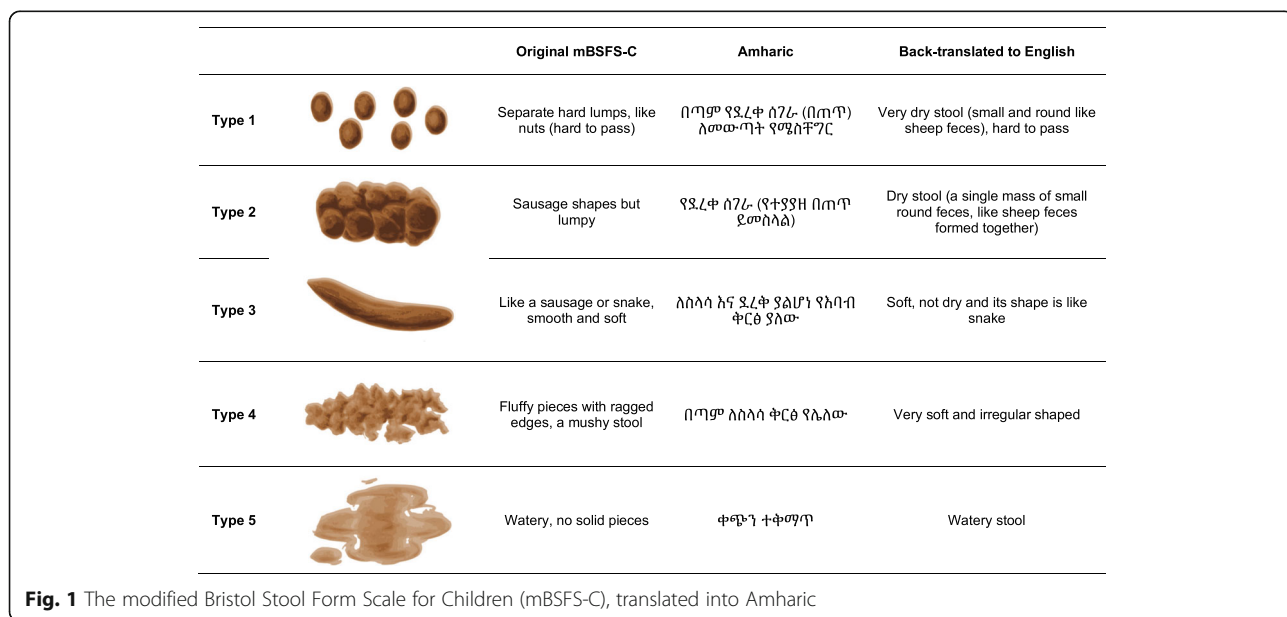 Original mBSFS-C Amharic Back-translated to English
Type 1
Separate hard lumps, like
nuts (hard to pass)
በጣም የደረቀ ሰገራ (በጠጥ)
ለመውጣት የሚስቸግር
Very dry stool (small and round like
sheep feces), hard to pass
Type 2
Sausage shapes but
lumpy
የደረቀ ሰገራ (የተያያዘ በጠጥ
ይመስላል)
Dry stool (a single mass of small
round feces, like sheep feces
formed together)
Type 3
Like a sausage or snake,
smooth and soft
ለስላሳ እና ደረቅ ያልሆነ የእባብ
ቅርፅ ያለው
Soft, not dry and its shape is like
snake
Type 4
Fluffy pieces with ragged
edges, a mushy stool
በጣም ለስላሳ ቅርፅ የሌለው
Very soft and irregular shaped
Type 5
Watery, no solid pieces
ቀጭን ተቅማጥ
Watery stool
Fig. 1 The modified Bristol Stool Form Scale for Children (mBSFS-C), translated into Amharic